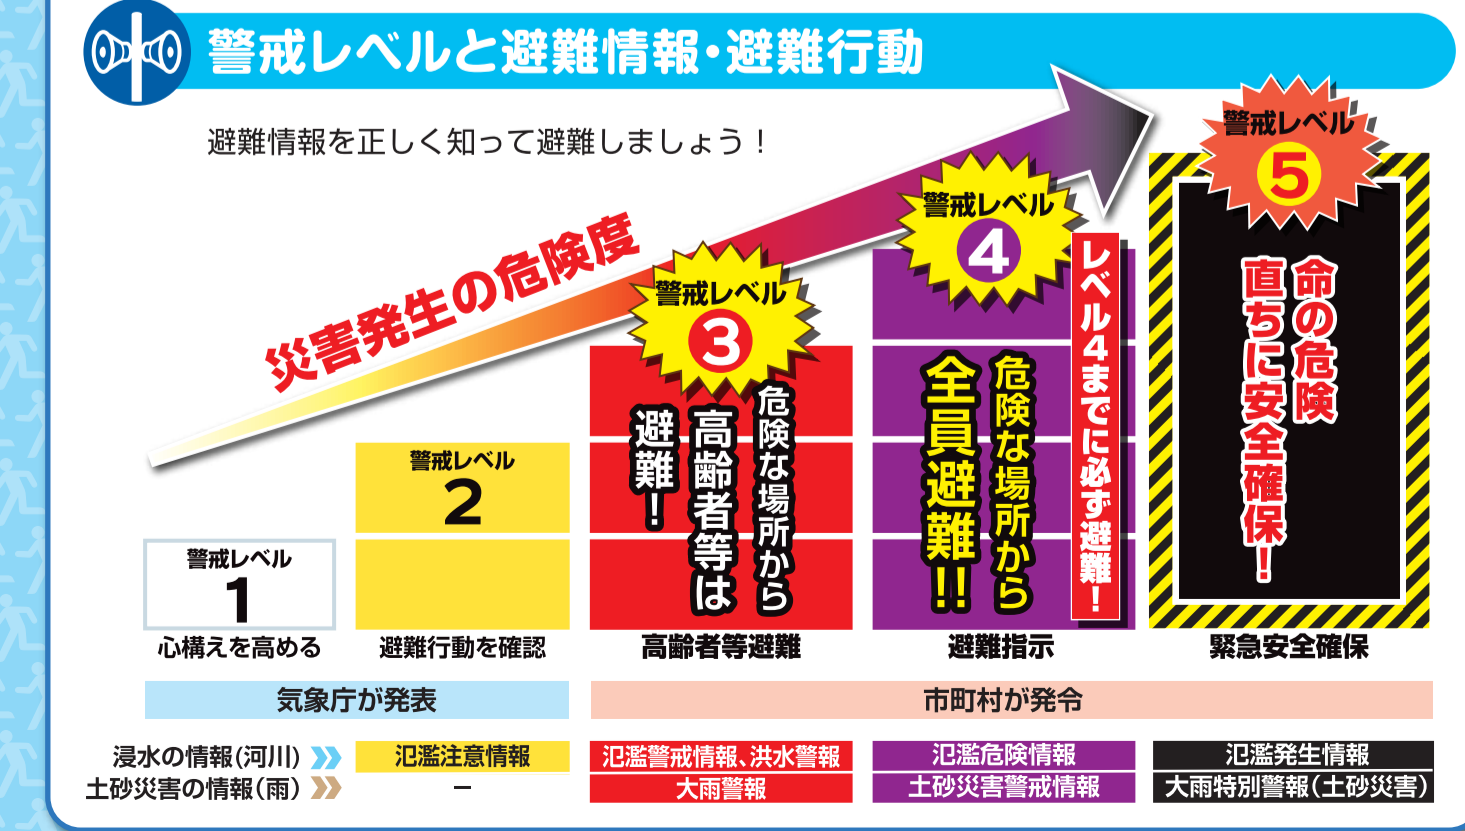 警戒レベルと避難情報・避難行動
避難情報を正しく知って避難しましょう！
災害発生の危険度
警戒レベル
1
心構えを高める
警戒レベル
2
避難行動を確認
警戒レベル
3
危険な場所から
高齢者等は
避難！
高齢者等避難
警戒レベル
4
危険な場所から
全員避難!!
レベル4までに必ず避難！
避難指示
警戒レベル
5
命の危険
直ちに安全確保！
緊急安全確保
気象庁が発表
市町村が発令
浸水の情報（河川）
氾濫注意情報
氾濫警戒情報、洪水警報
氾濫危険情報
氾濫発生情報
土砂災害の情報（雨）
－
大雨警報
土砂災害警戒情報
大雨特別警報（土砂災害）